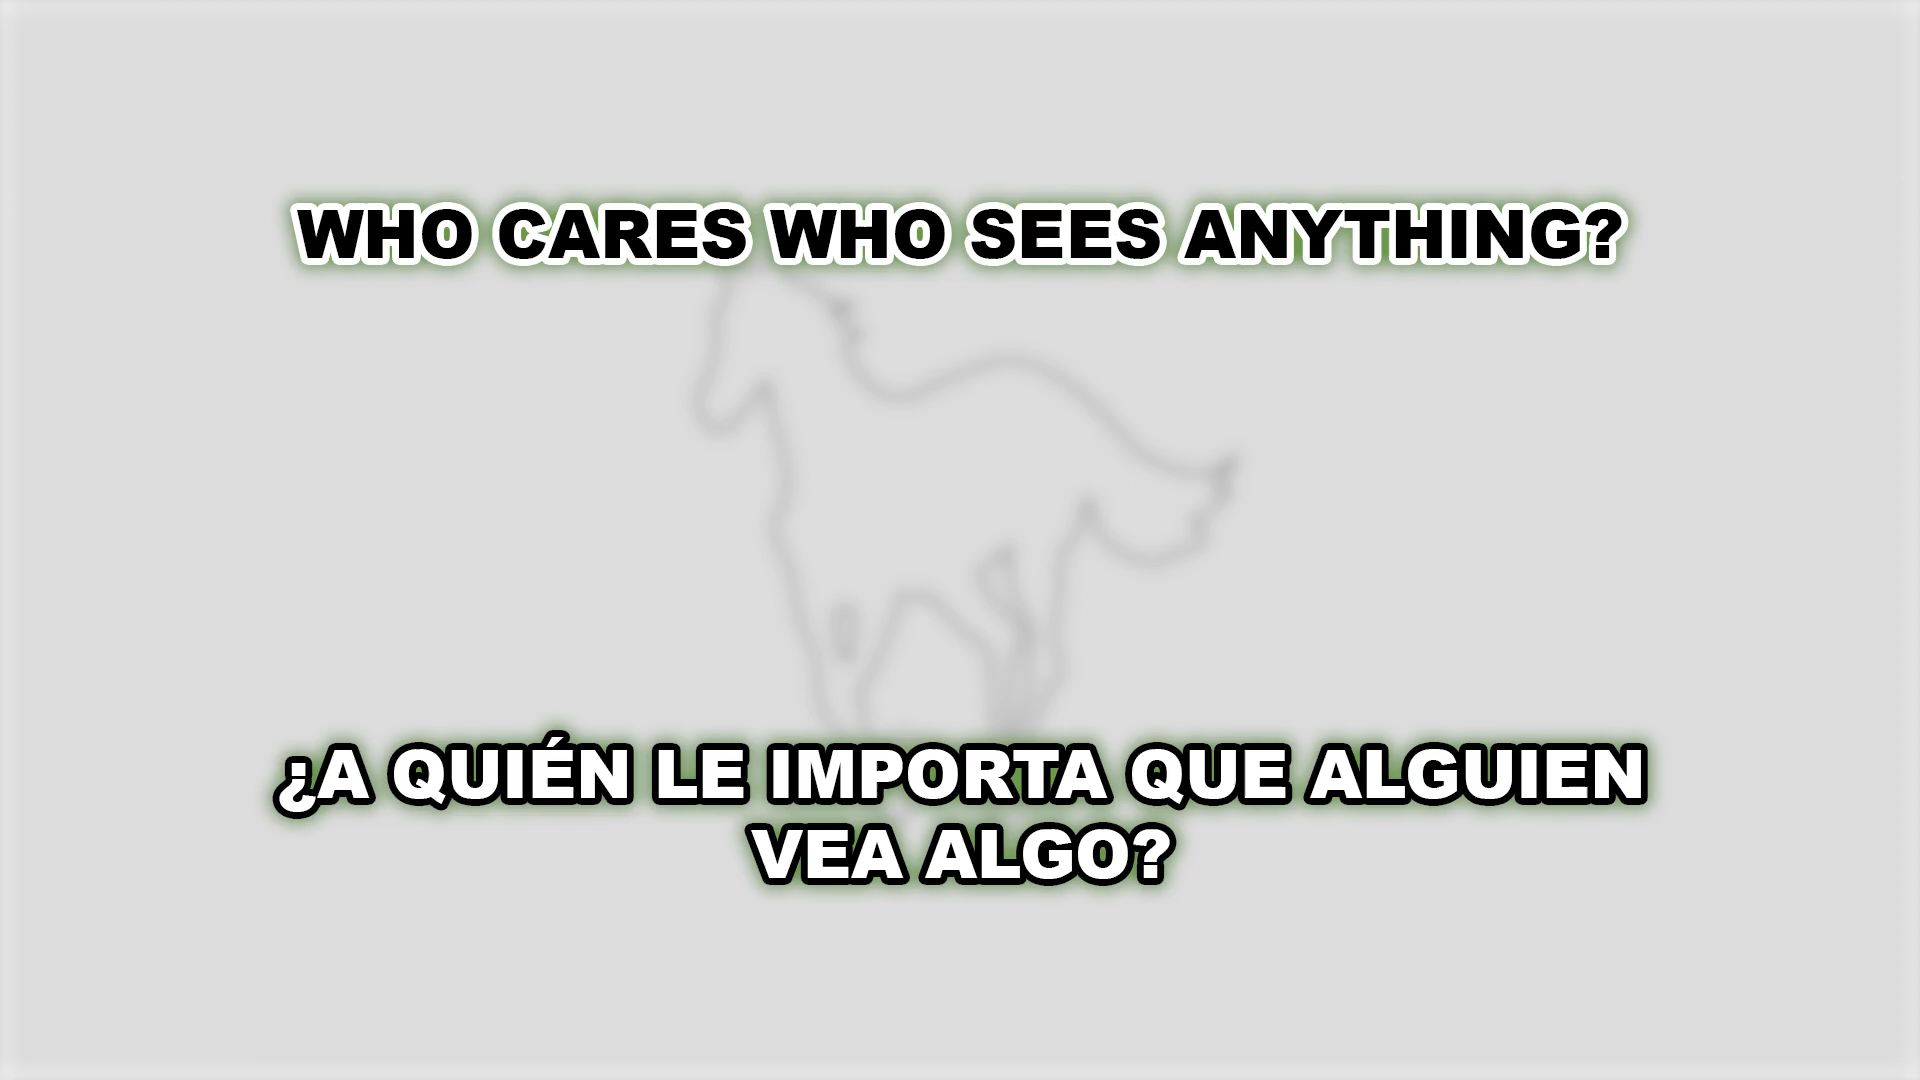 WHO CARES WHO SEES ANYTHING?
¿A QUIÉN LE IMPORTA QUE ALGUIEN
VEA ALGO?